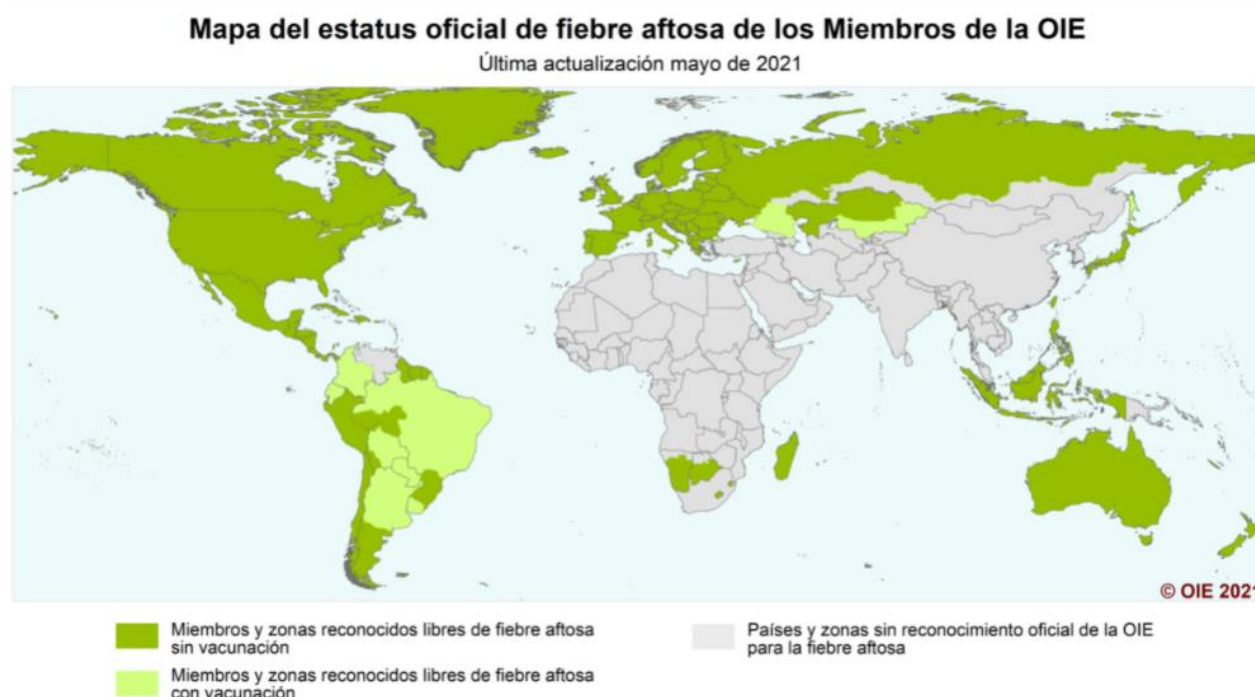 Mapa del estatus oficial de fiebre aftosa de los Miembros de la OIE
Última actualización mayo de 2021
© OIE 2021
Miembros y zonas reconocidos libres de fiebre aftosa
sin vacunación
Miembros y zonas reconocidos libres de fiebre aftosa
con vacunación
Países y zonas sin reconocimiento oficial de la OIE
para la fiebre aftosa